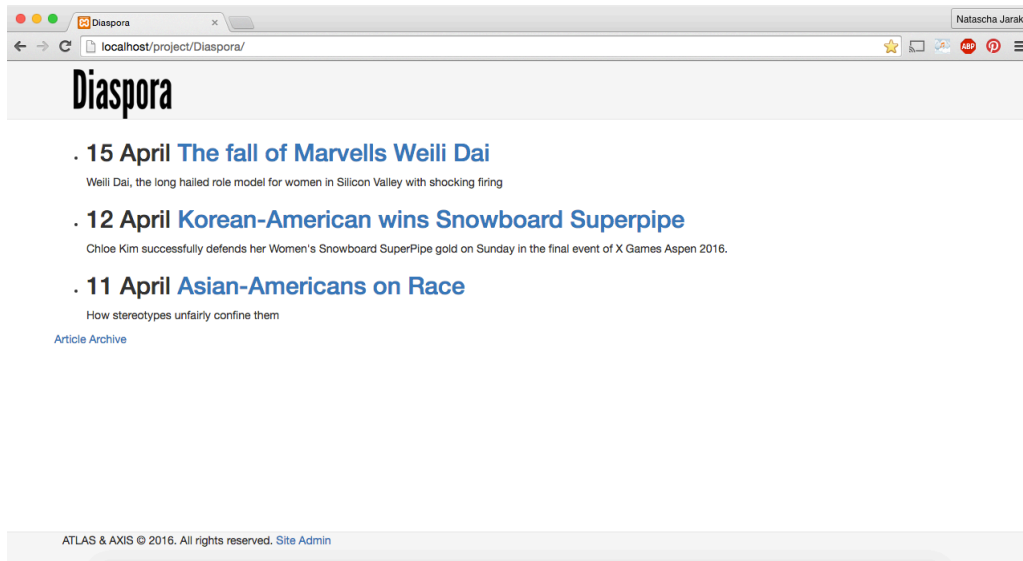 Diaspora
Natascha Jarak
localhost/project/Diaspora/
ABP
Diaspora
15 April The fall of Marvells Weili Dai
Weili Dai, the long hailed role model for women in Silicon Valley with shocking firing
12 April Korean-American wins Snowboard Superpipe
Chloe Kim successfully defends her Women's Snowboard SuperPipe gold on Sunday in the final event of X Games Aspen 2016.
11 April Asian-Americans on Race
How stereotypes unfairly confine them
Article Archive
ATLAS & AXIS © 2016. All rights reserved. Site Admin